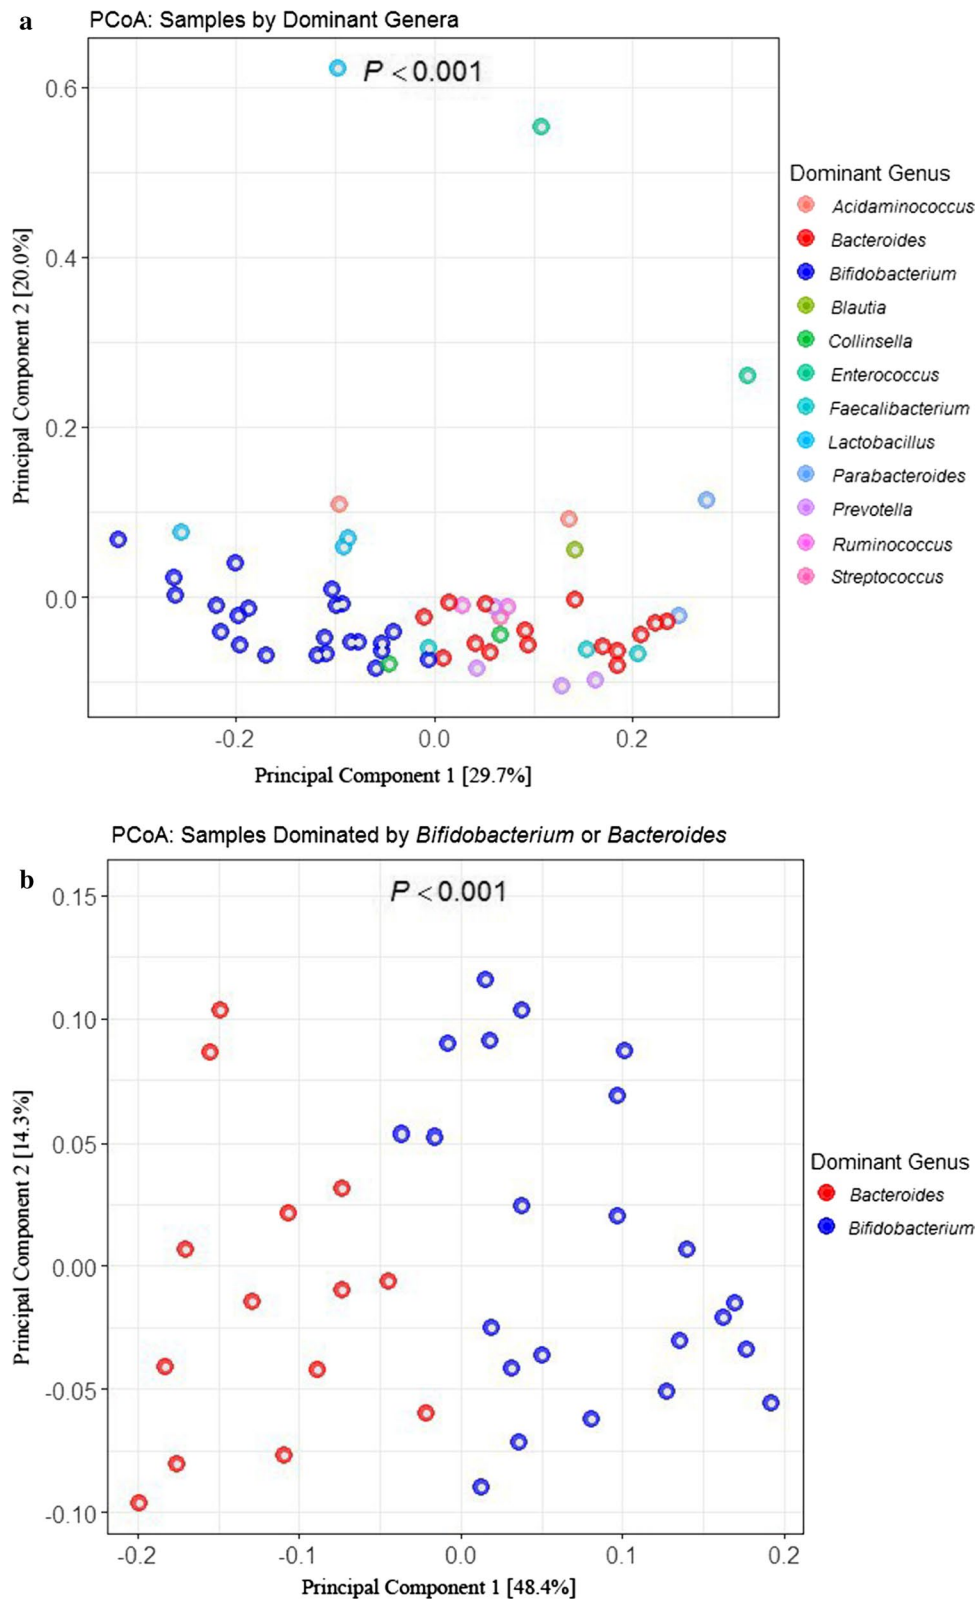 a
PCoA: Samples by Dominant Genera
P < 0.001
0.6
0.4
0.2
0.0
Principal Component 2 [20.0%]
-0.2
0.0
0.2
Principal Component 1 [29.7%]
Dominant Genus
Acidaminococcus
Bacteroides
Bifidobacterium
Blautia
Collinsella
Enterococcus
Faecalibacterium
Lactobacillus
Parabacteroides
Prevotella
Ruminococcus
Streptococcus
PCoA: Samples Dominated by Bifidobacterium or Bacteroides
b
P < 0.001
0.15
0.10
0.05
0.00
-0.05
-0.10
Principal Component 2 [14.3%]
-0.2
-0.1
0.0
0.1
0.2
Principal Component 1 [48.4%]
Dominant Genus
Bacteroides
Bifidobacterium